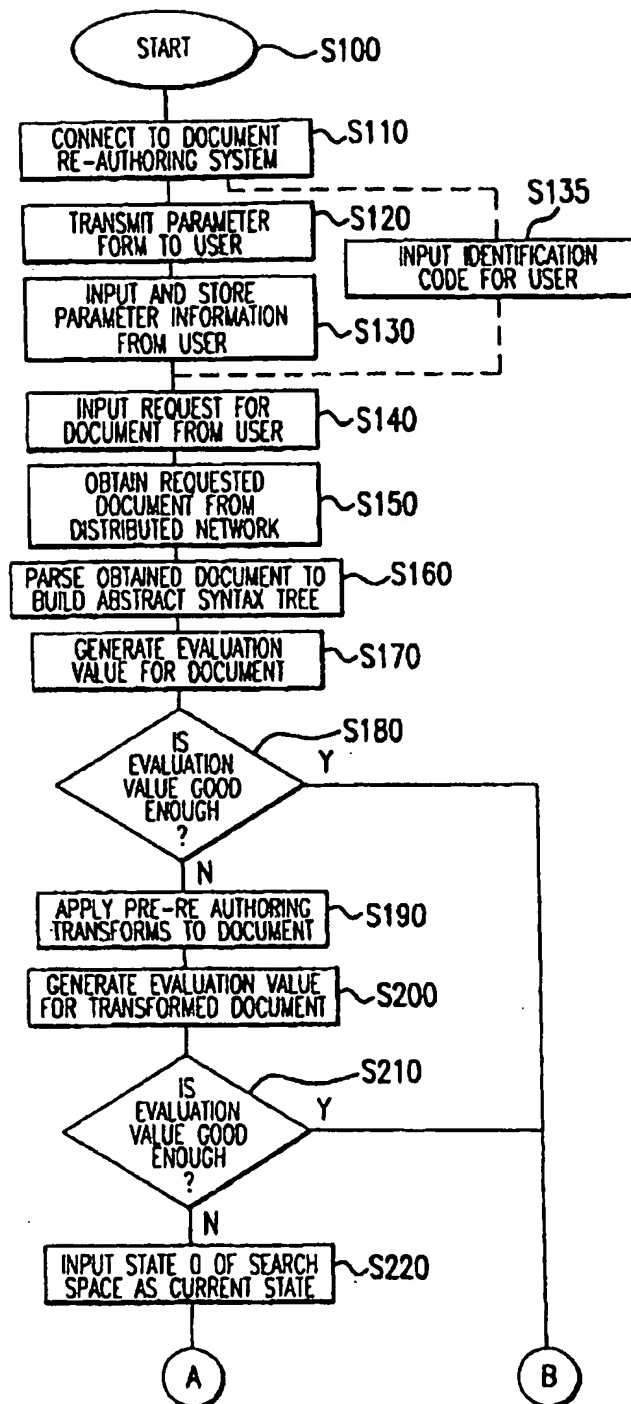 START
S100
CONNECT TO DOCUMENT
RE-AUTHORING SYSTEM
S110
TRANSMIT PARAMETER
FORM TO USER
S120
S135
INPUT IDENTIFICATION
CODE FOR USER
INPUT AND STORE
PARAMETER INFORMATION
FROM USER
S130
INPUT REQUEST FOR
DOCUMENT FROM USER
S140
OBTAIN REQUESTED
DOCUMENT FROM
DISTRIBUTED NETWORK
S150
PARSE OBTAINED DOCUMENT TO
BUILD ABSTRACT SYNTAX TREE
S160
GENERATE EVALUATION
VALUE FOR DOCUMENT
S170
IS
EVALUATION
VALUE GOOD
ENOUGH
?
S180
Y
N
APPLY PRE-RE AUTHORING
TRANSFORMS TO DOCUMENT
S190
GENERATE EVALUATION VALUE
FOR TRANSFORMED DOCUMENT
S200
IS
EVALUATION
VALUE GOOD
ENOUGH
?
S210
Y
N
INPUT STATE 0 OF SEARCH
SPACE AS CURRENT STATE
S220
A
B